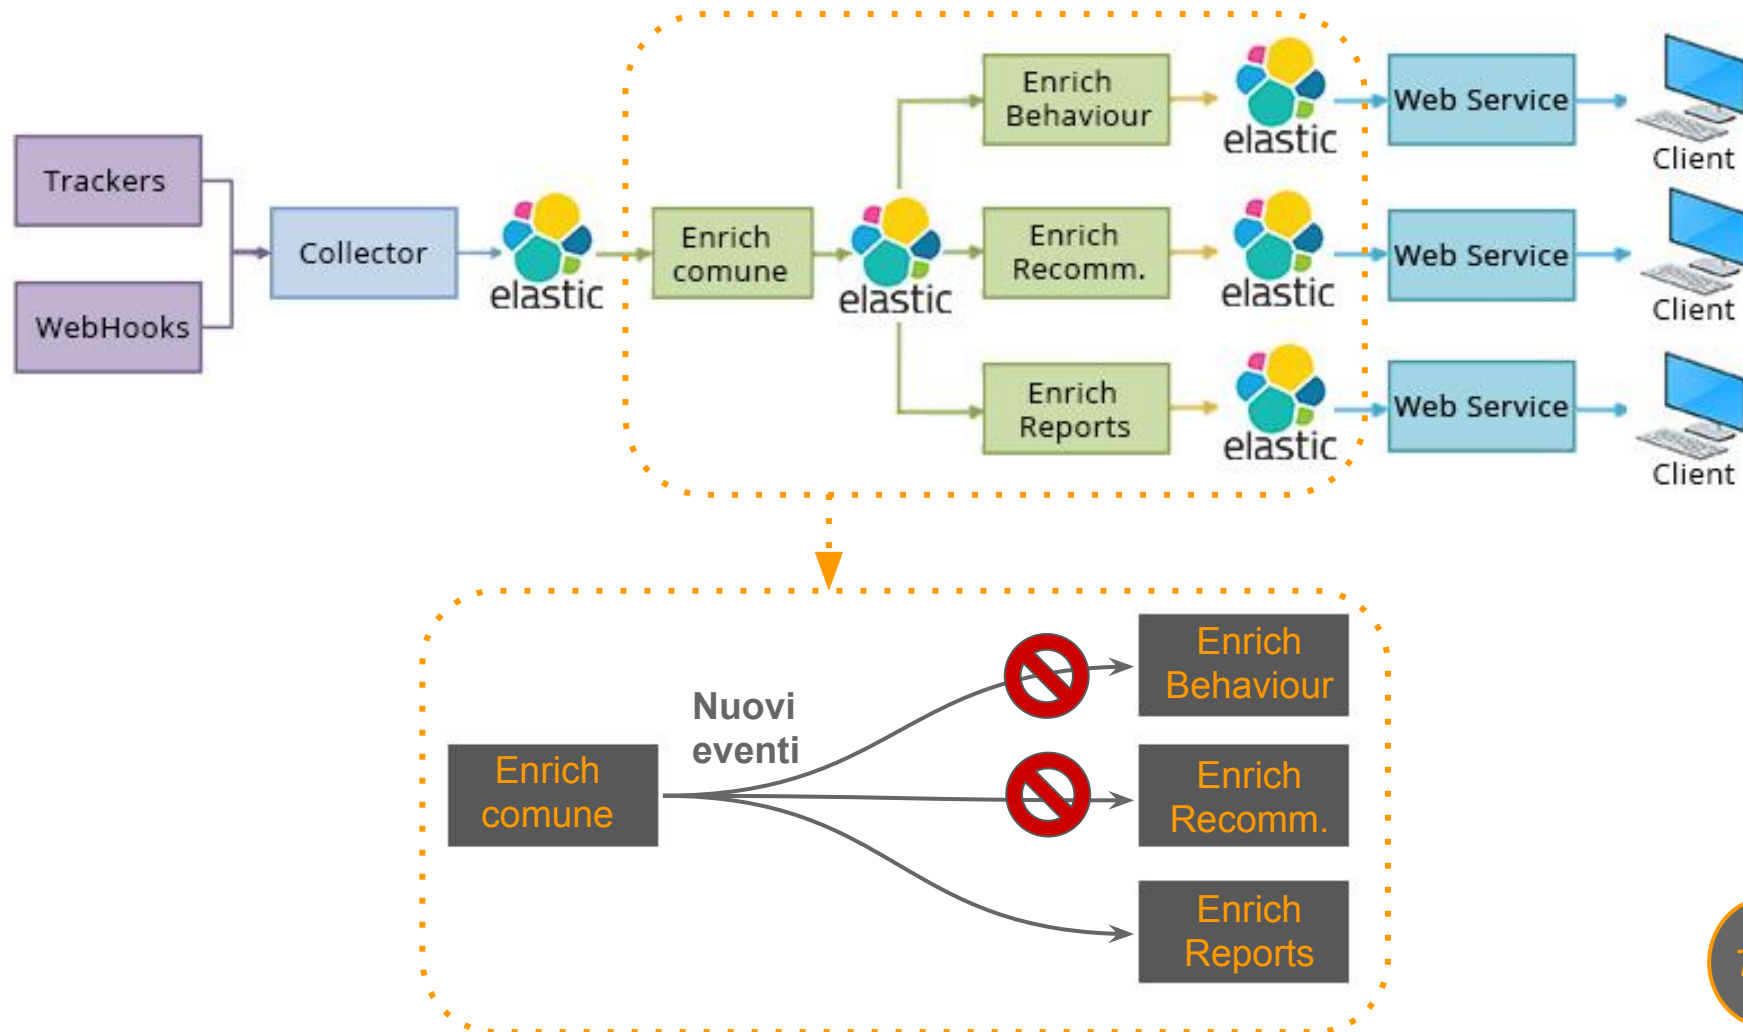 Trackers
WebHooks
Collector
elastic
Enrich
comune
elastic
Enrich
Behaviour
elastic
Web Service
Client
Enrich
Recomm.
elastic
Web Service
Client
Enrich
Reports
elastic
Web Service
Client
Nuovi
eventi
Enrich
comune
Enrich
Behaviour
Enrich
Recomm.
Enrich
Reports